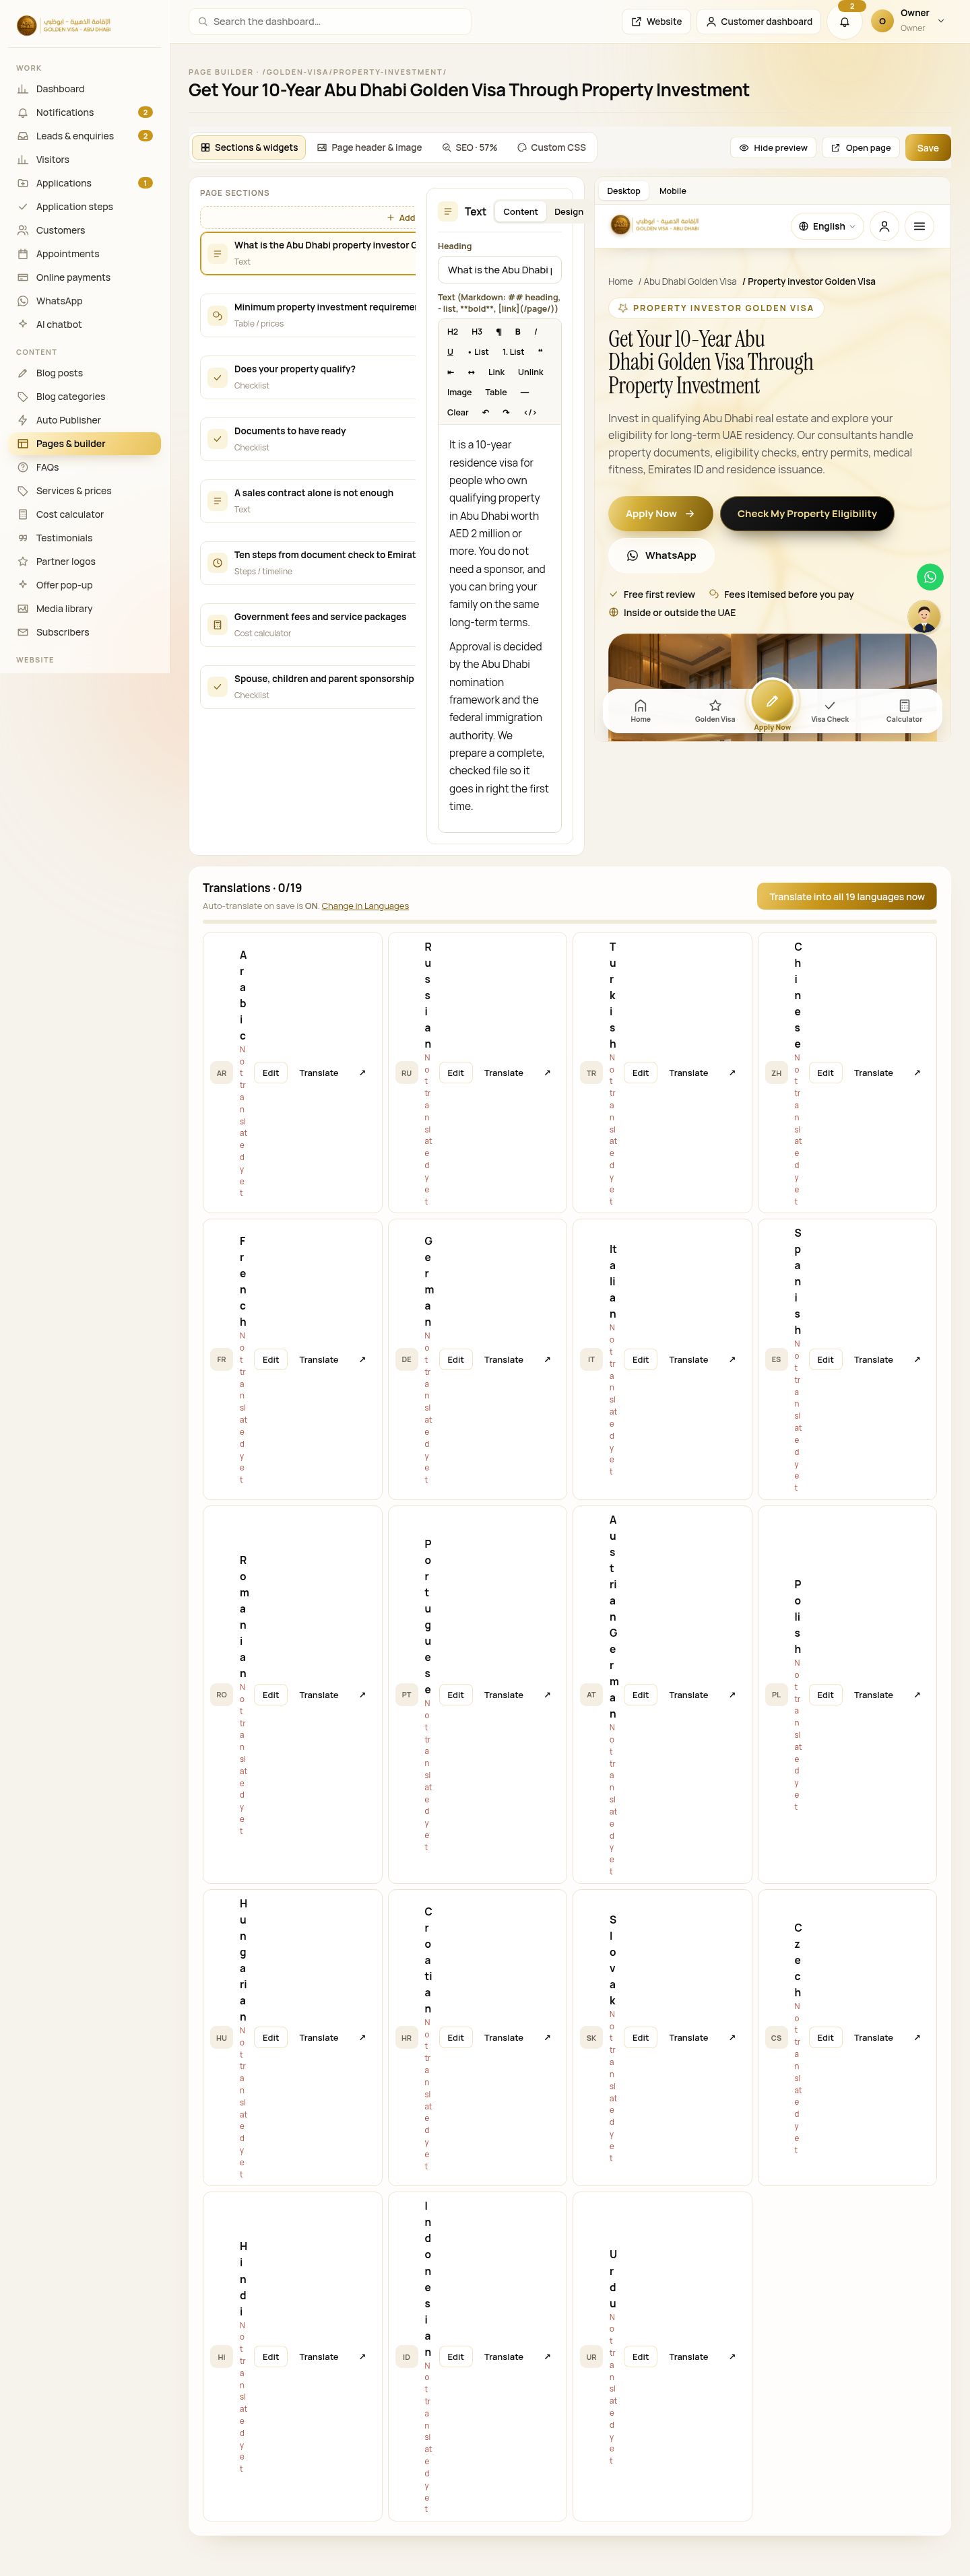 الإقامة الذهبية - أبوظبي
GOLDEN VISA - ABU DHABI
Search the dashboard...
Website
Customer dashboard
2
O
Owner
Owner
WORK
Dashboard
Notifications
2
Leads & enquiries
2
Visitors
Applications
1
Application steps
Customers
Appointments
Online payments
WhatsApp
AI chatbot
CONTENT
Blog posts
Blog categories
Auto Publisher
Pages & builder
FAQs
Services & prices
Cost calculator
Testimonials
Partner logos
Offer pop-up
Media library
Subscribers
WEBSITE
PAGE BUILDER · /GOLDEN-VISA/PROPERTY-INVESTMENT/
Get Your 10-Year Abu Dhabi Golden Visa Through Property Investment
Sections & widgets
Page header & image
SEO · 57%
Custom CSS
Hide preview
Open page
Save
PAGE SECTIONS
+ Add
What is the Abu Dhabi property investor G
Text
Minimum property investment requiremen
Table / prices
Does your property qualify?
Checklist
Documents to have ready
Checklist
A sales contract alone is not enough
Text
Ten steps from document check to Emirat
Steps / timeline
Government fees and service packages
Cost calculator
Spouse, children and parent sponsorship
Checklist
Text
Content
Design
Heading
What is the Abu Dhabi p
Text (Markdown: ## heading,
- list, **bold**, [link](/page/))
H2 H3 ¶ B I
U • List 1. List ❝
⇤ ↔ Link Unlink
Image Table —
Clear ↶ ↷ ‹/›
It is a 10-year
residence visa for
people who own
qualifying property
in Abu Dhabi worth
AED 2 million or
more. You do not
need a sponsor, and
you can bring your
family on the same
long-term terms.
Approval is decided
by the Abu Dhabi
nomination
framework and the
federal immigration
authority. We
prepare a complete,
checked file so it
goes in right the first
time.
Desktop
Mobile
الإقامة الذهبية - أبوظبي
GOLDEN VISA - ABU DHABI
English
Home / Abu Dhabi Golden Visa / Property investor Golden Visa
PROPERTY INVESTOR GOLDEN VISA
Get Your 10-Year Abu
Dhabi Golden Visa Through
Property Investment
Invest in qualifying Abu Dhabi real estate and explore your
eligibility for long-term UAE residency. Our consultants handle
property documents, eligibility checks, entry permits, medical
fitness, Emirates ID and residence issuance.
Apply Now →
Check My Property Eligibility
WhatsApp
Free first review
Fees itemised before you pay
Inside or outside the UAE
Home
Golden Visa
Apply Now
Visa Check
Calculator
Translations · 0/19
Auto-translate on save is ON. Change in Languages
Translate into all 19 languages now
AR Arabic Not translated yet Edit Translate ↗
RU Russian Not translated yet Edit Translate ↗
TR Turkish Not translated yet Edit Translate ↗
ZH Chinese Not translated yet Edit Translate ↗
FR French Not translated yet Edit Translate ↗
DE German Not translated yet Edit Translate ↗
IT Italian Not translated yet Edit Translate ↗
ES Spanish Not translated yet Edit Translate ↗
RO Romanian Not translated yet Edit Translate ↗
PT Portuguese Not translated yet Edit Translate ↗
AT Austrian German Not translated yet Edit Translate ↗
PL Polish Not translated yet Edit Translate ↗
HU Hungarian Not translated yet Edit Translate ↗
HR Croatian Not translated yet Edit Translate ↗
SK Slovak Not translated yet Edit Translate ↗
CS Czech Not translated yet Edit Translate ↗
HI Hindi Not translated yet Edit Translate ↗
ID Indonesian Not translated yet Edit Translate ↗
UR Urdu Not translated yet Edit Translate ↗